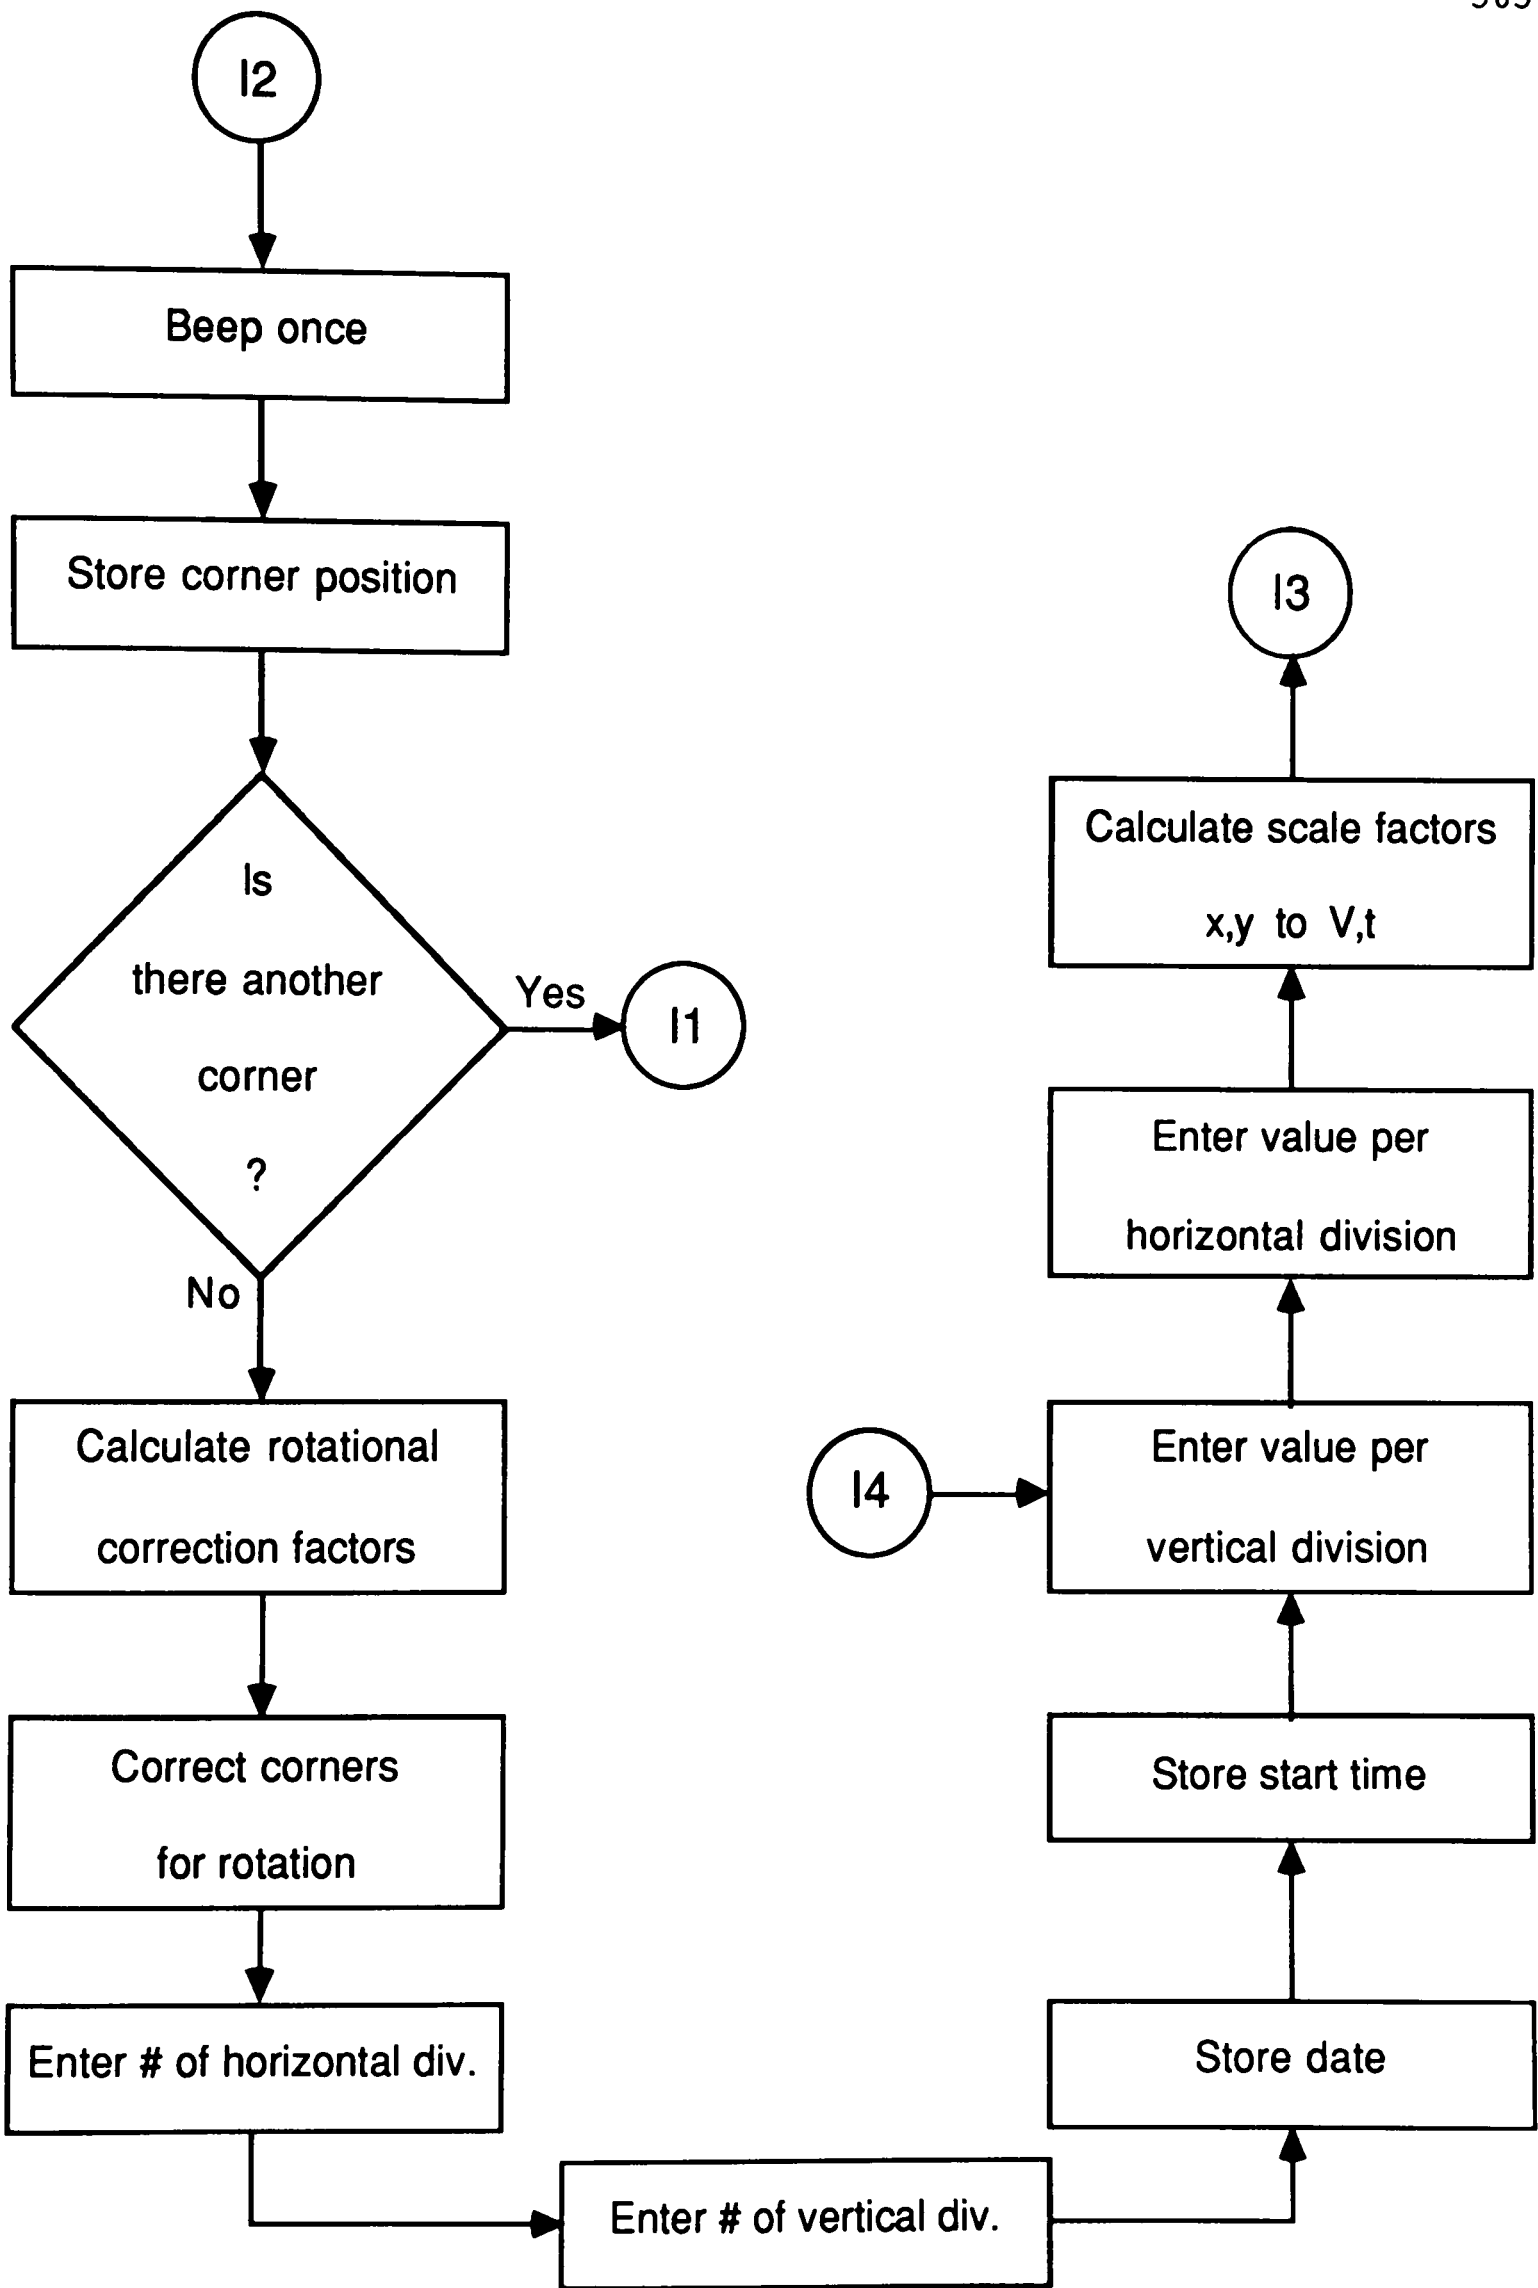 I2
Beep once
Store corner position
Is
there another
corner
?
Yes
I1
No
Calculate rotational
correction factors
Correct corners
for rotation
Enter # of horizontal div.
Enter # of vertical div.
Store date
Store start time
I4
Enter value per
vertical division
Enter value per
horizontal division
Calculate scale factors
x,y to V,t
I3